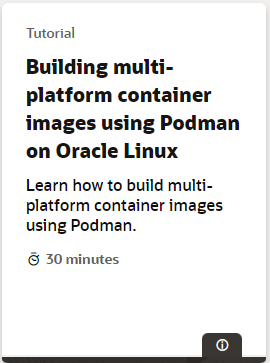 Tutorial
Building multi-
platform container
images using Podman
on Oracle Linux
Learn how to build multi-
platform container images
using Podman.
30 minutes